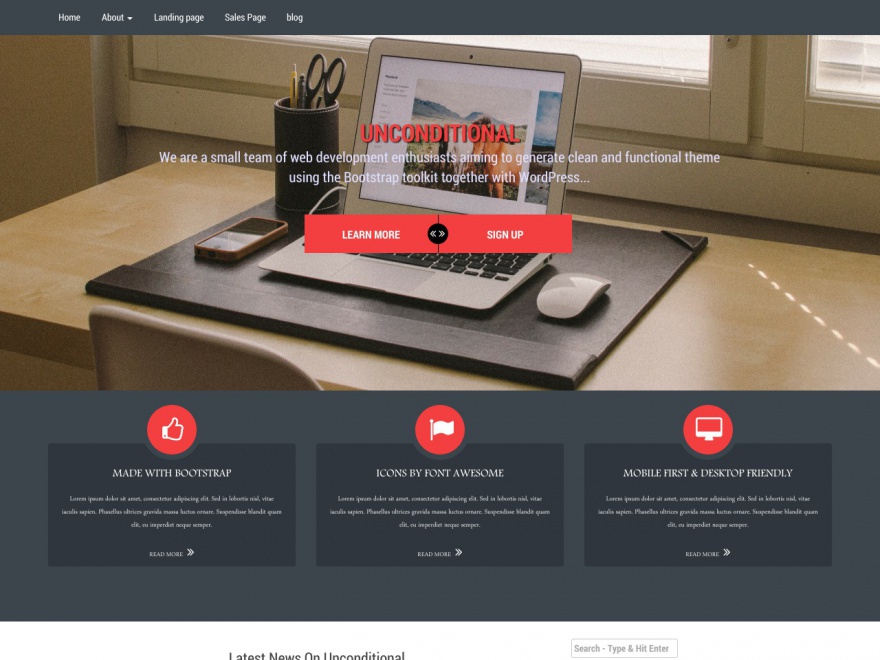 Home About Landing page Sales Page blog
UNCONDITIONAL
We are a small team of web development enthusiasts aiming to generate clean and functional theme
using the Bootstrap toolkit together with WordPress...
LEARN MORE SIGN UP
MADE WITH BOOTSTRAP
Lorem ipsum dolor sit amet, consectetur adipiscing elit. Sed in lobortis nisl, vitae
iaculis sapien. Phasellus ultrices gravida massa luctus ornare. Suspendisse blandit quam
elit, eu imperdiet neque semper.
READ MORE
ICONS BY FONT AWESOME
Lorem ipsum dolor sit amet, consectetur adipiscing elit. Sed in lobortis nisl, vitae
iaculis sapien. Phasellus ultrices gravida massa luctus ornare. Suspendisse blandit quam
elit, eu imperdiet neque semper.
READ MORE
MOBILE FIRST & DESKTOP FRIENDLY
Lorem ipsum dolor sit amet, consectetur adipiscing elit. Sed in lobortis nisl, vitae
iaculis sapien. Phasellus ultrices gravida massa luctus ornare. Suspendisse blandit quam
elit, eu imperdiet neque semper.
READ MORE
Latest News On Unconditional
Search - Type & Hit Enter